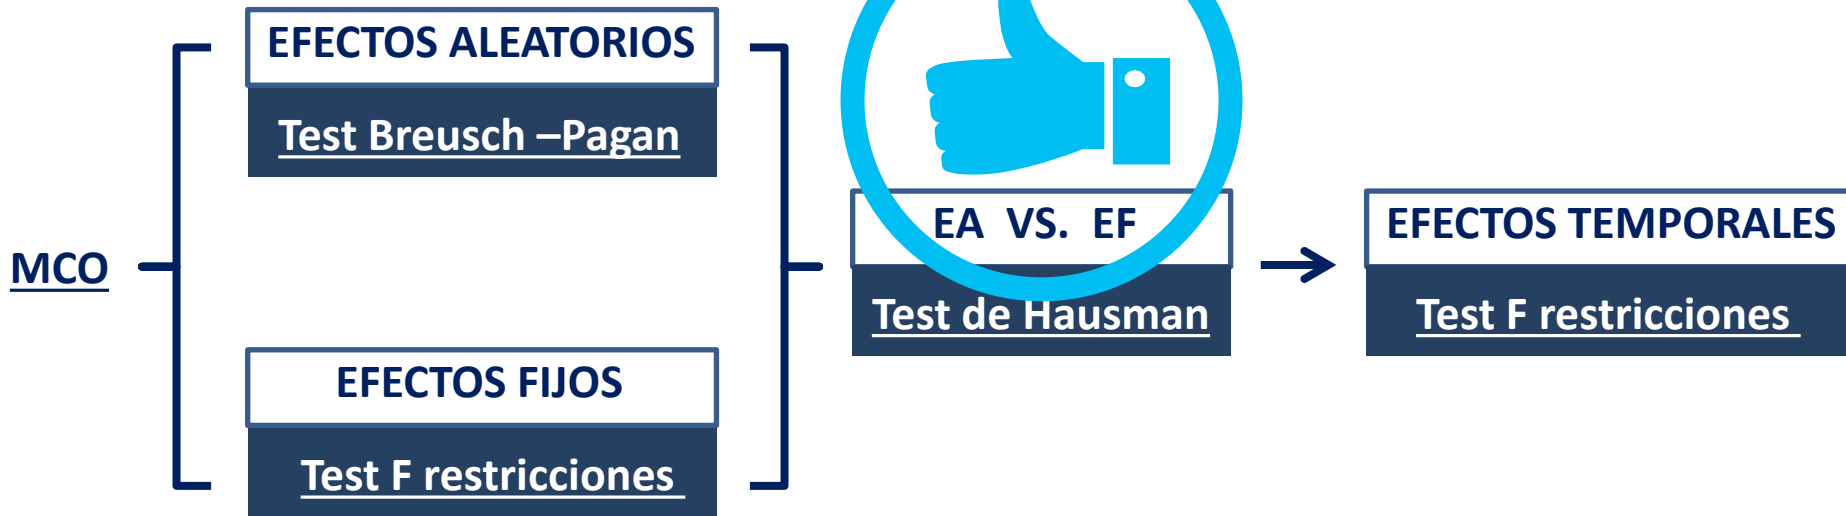 EFECTOS ALEATORIOS
Test Breusch –Pagan
MCO
EFECTOS FIJOS
Test F restricciones
EA VS. EF
Test de Hausman
EFECTOS TEMPORALES
Test F restricciones